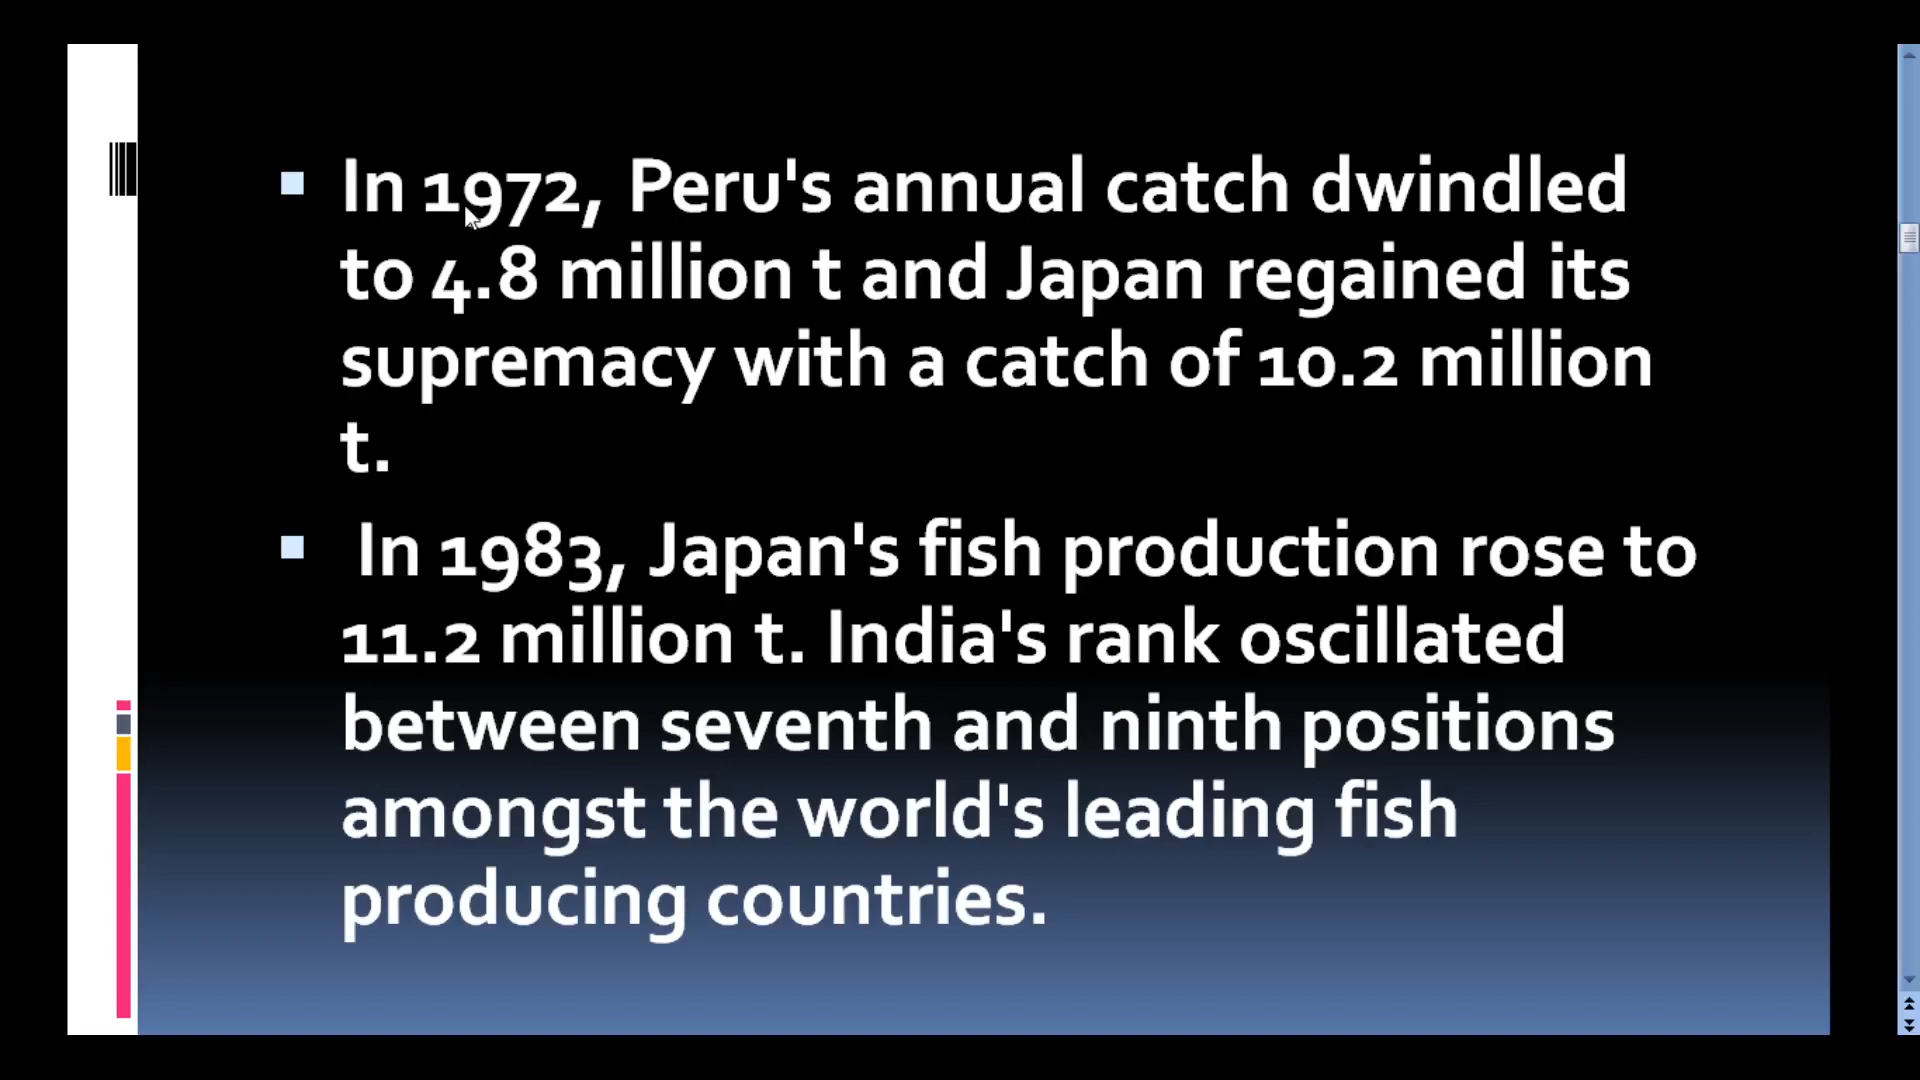 In 1972, Peru's annual catch dwindled
to 4.8 million t and Japan regained its
supremacy with a catch of 10.2 million
t.
In 1983, Japan's fish production rose to
11.2 million t. India's rank oscillated
between seventh and ninth positions
amongst the world's leading fish
producing countries.